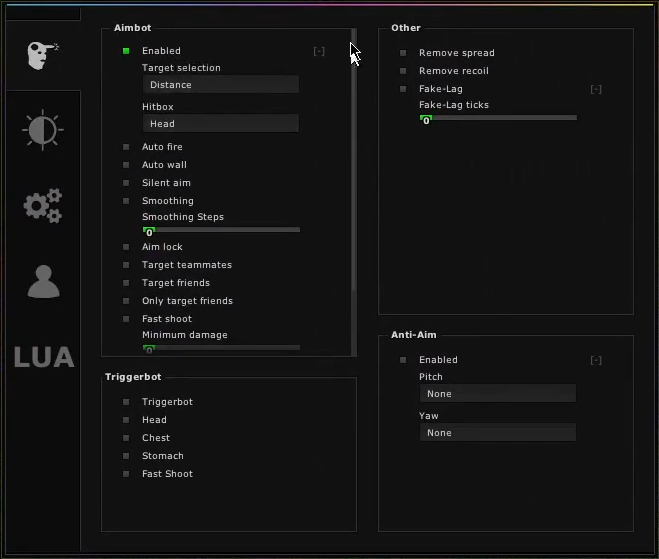 Aimbot
Enabled [-]
Target selection
Distance
Hitbox
Head
Auto fire
Auto wall
Silent aim
Smoothing
Smoothing Steps
0
Aim lock
Target teammates
Target friends
Only target friends
Fast shoot
Minimum damage
0
Triggerbot
Triggerbot
Head
Chest
Stomach
Fast Shoot
Other
Remove spread
Remove recoil
Fake-Lag [-]
Fake-Lag ticks
0
Anti-Aim
Enabled [-]
Pitch
None
Yaw
None
LUA